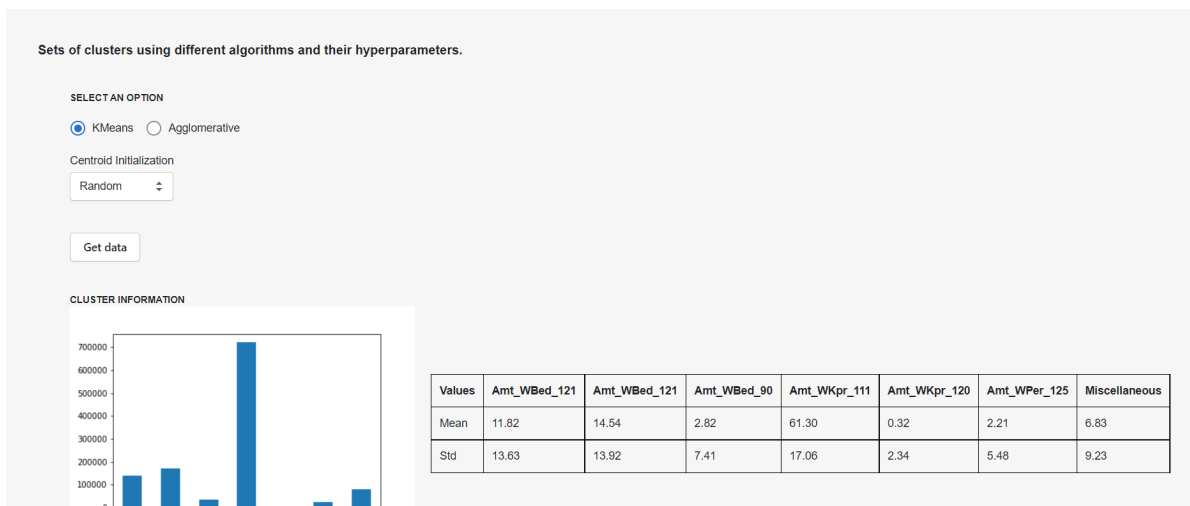 Sets of clusters using different algorithms and their hyperparameters.
SELECT AN OPTION
KMeans Agglomerative
Centroid Initialization
Random
Get data
CLUSTER INFORMATION
700000
600000
500000
400000
300000
200000
100000
Values Amt_WBed_121 Amt_WBed_121 Amt_WBed_90 Amt_WKpr_111 Amt_WKpr_120 Amt_WPer_125 Miscellaneous
Mean 11.82 14.54 2.82 61.30 0.32 2.21 6.83
Std 13.63 13.92 7.41 17.06 2.34 5.48 9.23